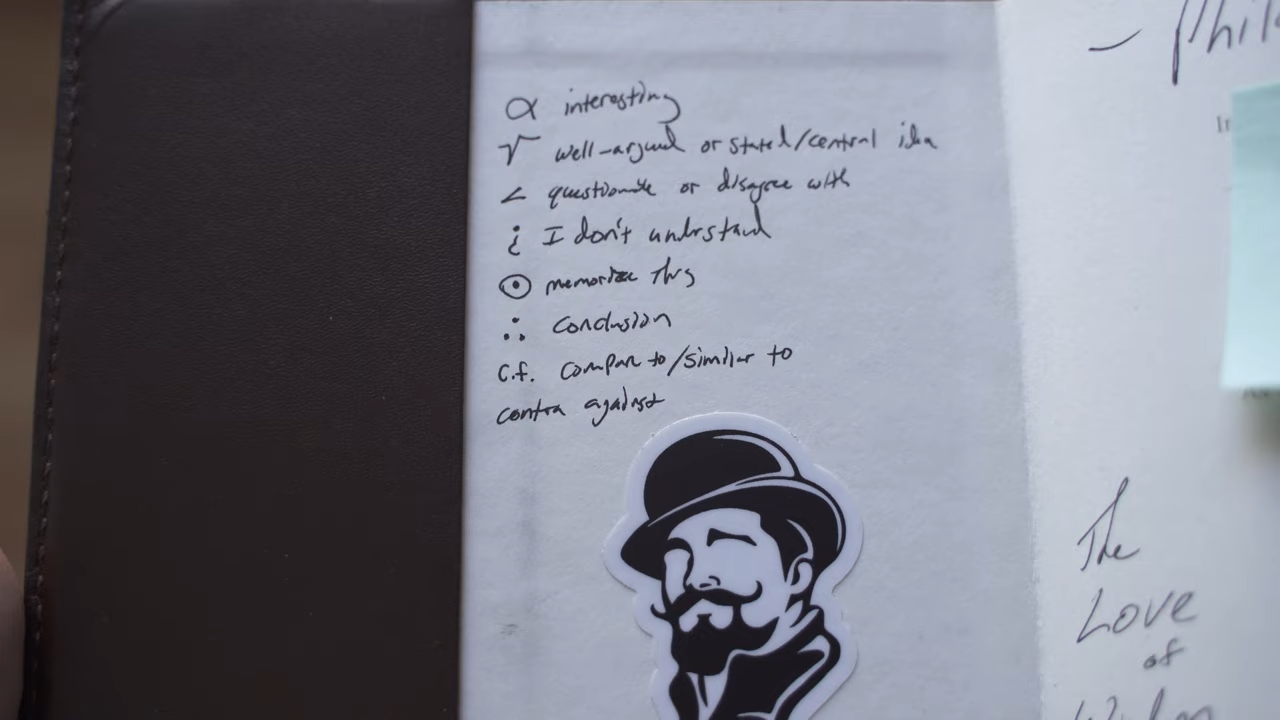 ∝ interesting
√ well-argued or stated/central idea
< questionable or disagree with
¿ I don't understand
⊙ memorize this
∴ conclusion
c.f. compare to/similar to
contra against
— Phil
In
The
Love
of